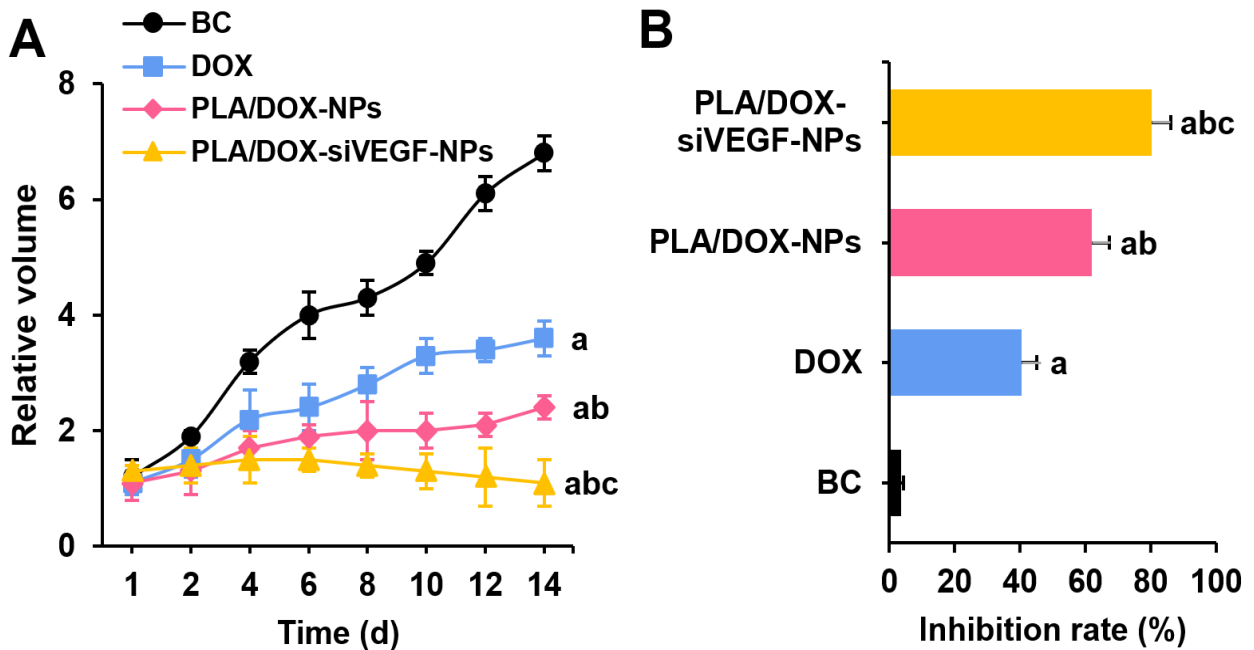 A
BC
DOX
PLA/DOX-NPs
PLA/DOX-siVEGF-NPs
Relative volume
8
6
4
2
0
a
ab
abc
1 2 4 6 8 10 12 14
Time (d)
B
PLA/DOX-
siVEGF-NPs
abc
PLA/DOX-NPs
ab
DOX
a
BC
0 20 40 60 80 100
Inhibition rate (%)